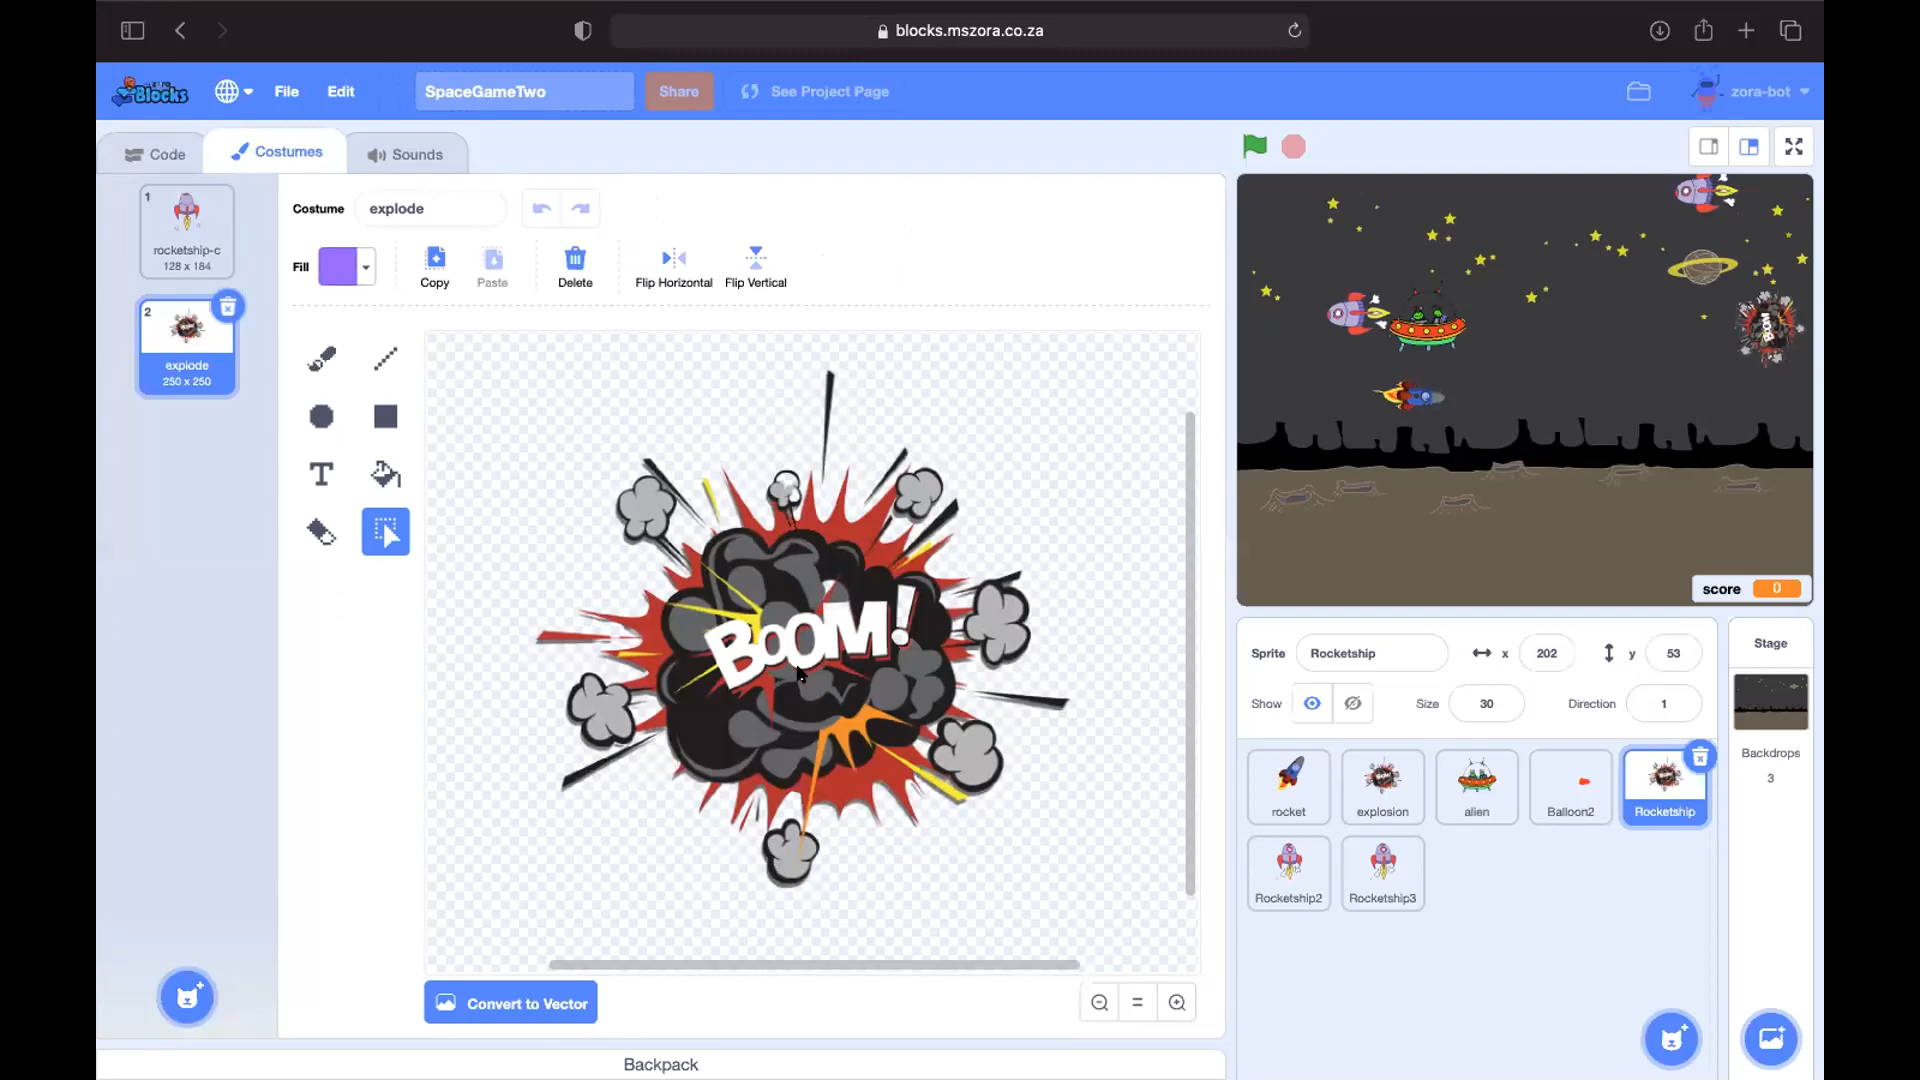 blocks.mszora.co.za
Blocks
File
Edit
SpaceGameTwo
Share
See Project Page
zora-bot
Code
Costumes
Sounds
1
rocketship-c
128 x 184
2
explode
250 x 250
Costume
explode
Fill
Copy
Paste
Delete
Flip Horizontal
Flip Vertical
T
BOOM!
Convert to Vector
Backpack
BOOM
score 0
Sprite
Rocketship
x
202
y
53
Show
Size
30
Direction
1
Stage
Backdrops
3
rocket
explosion
alien
Balloon2
Rocketship
Rocketship2
Rocketship3